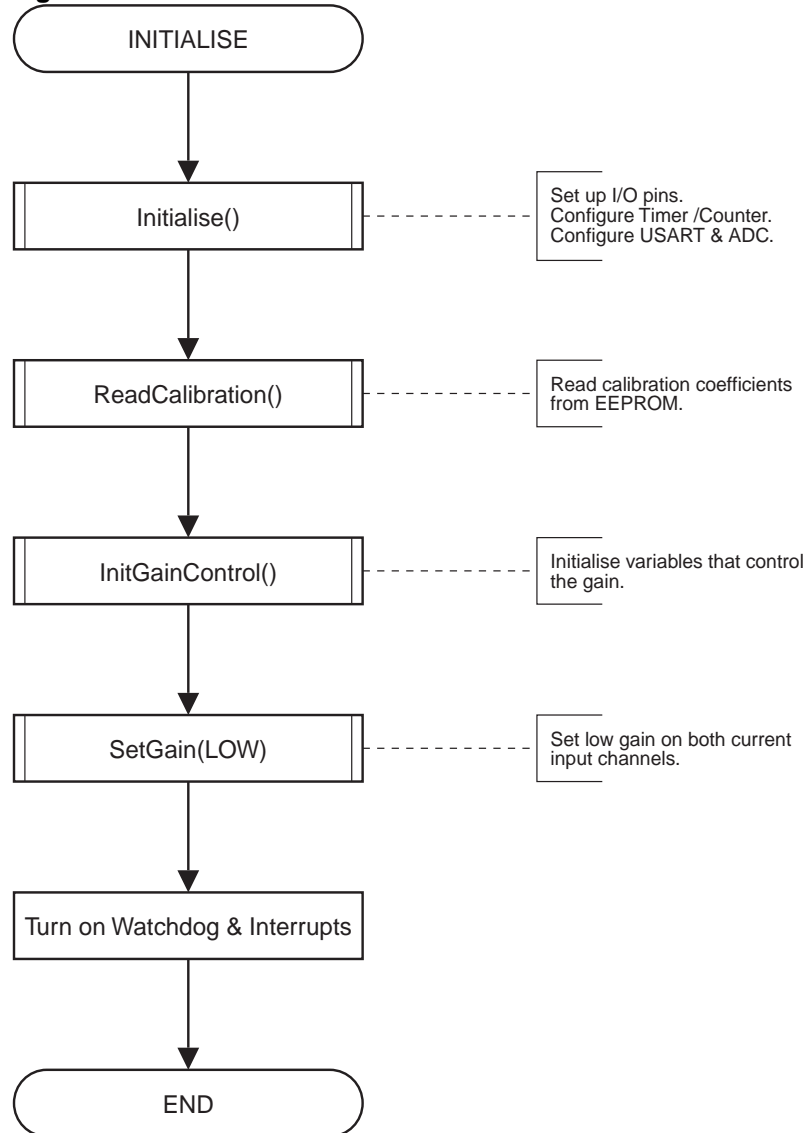 INITIALISE
Initialise()
Set up I/O pins.
Configure Timer /Counter.
Configure USART & ADC.
ReadCalibration()
Read calibration coefficients
from EEPROM.
InitGainControl()
Initialise variables that control
the gain.
SetGain(LOW)
Set low gain on both current
input channels.
Turn on Watchdog & Interrupts
END